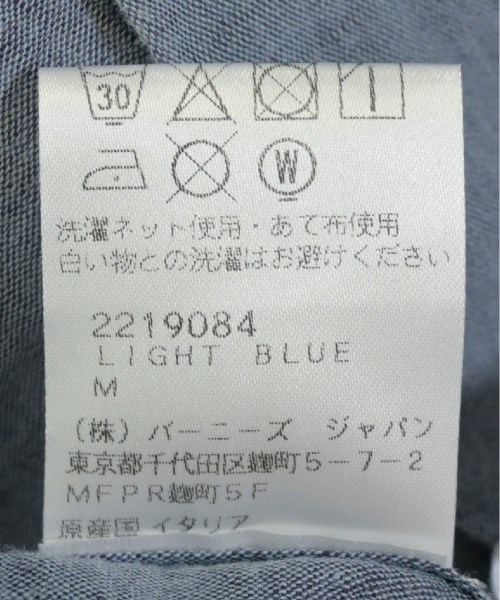 30
W
洗濯ネット使用・あて布使用
白い物との洗濯はお避けください
2219084
LIGHT BLUE
M
(株)バーニーズ ジャパン
東京都千代田区麹町5-7-2
MFPR麹町5F
原産国イタリア